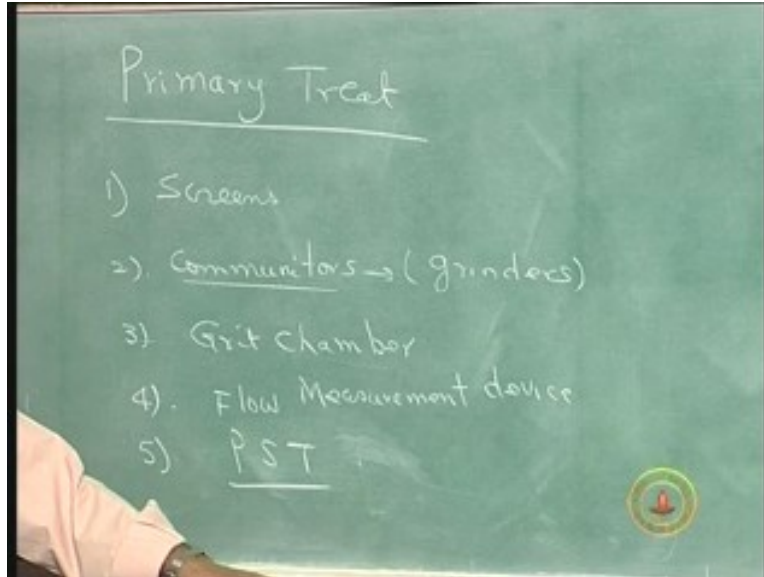 Primary Treat
1) Screens
2). Communitors → (grinders)
3) Grit Chamber
4). Flow Measurement device
5) PST